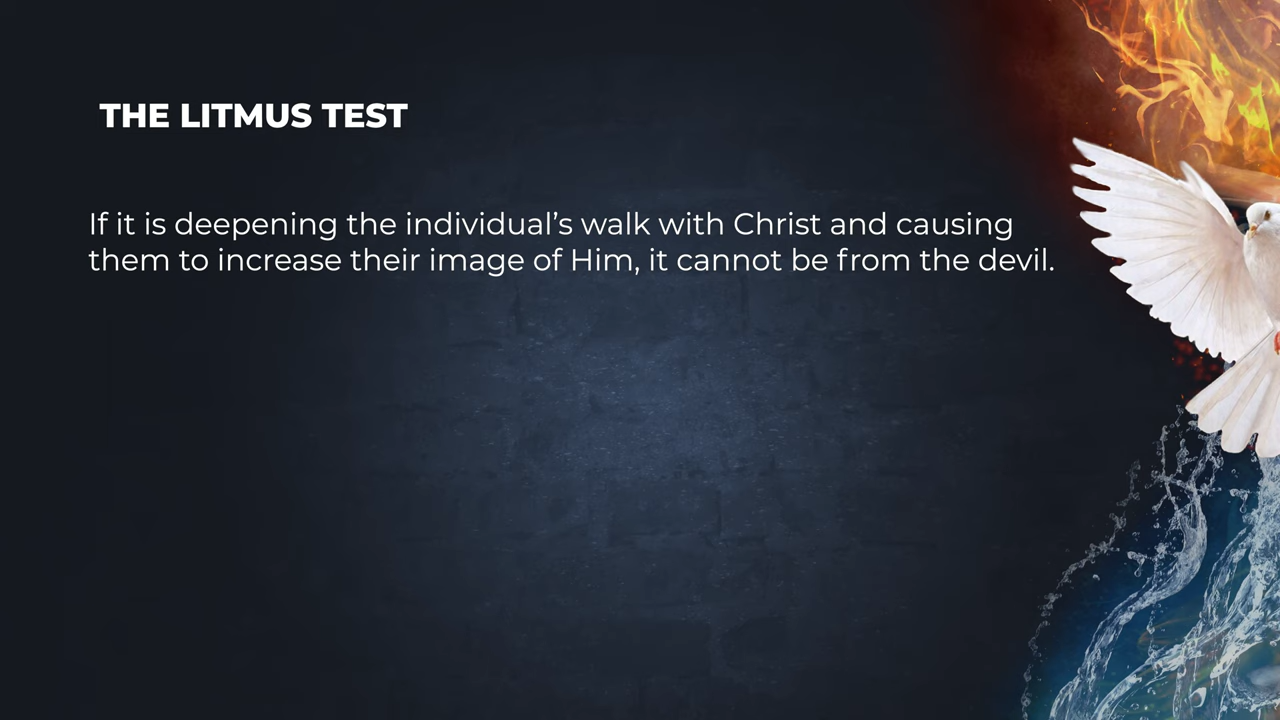 THE LITMUS TEST
If it is deepening the individual’s walk with Christ and causing
them to increase their image of Him, it cannot be from the devil.